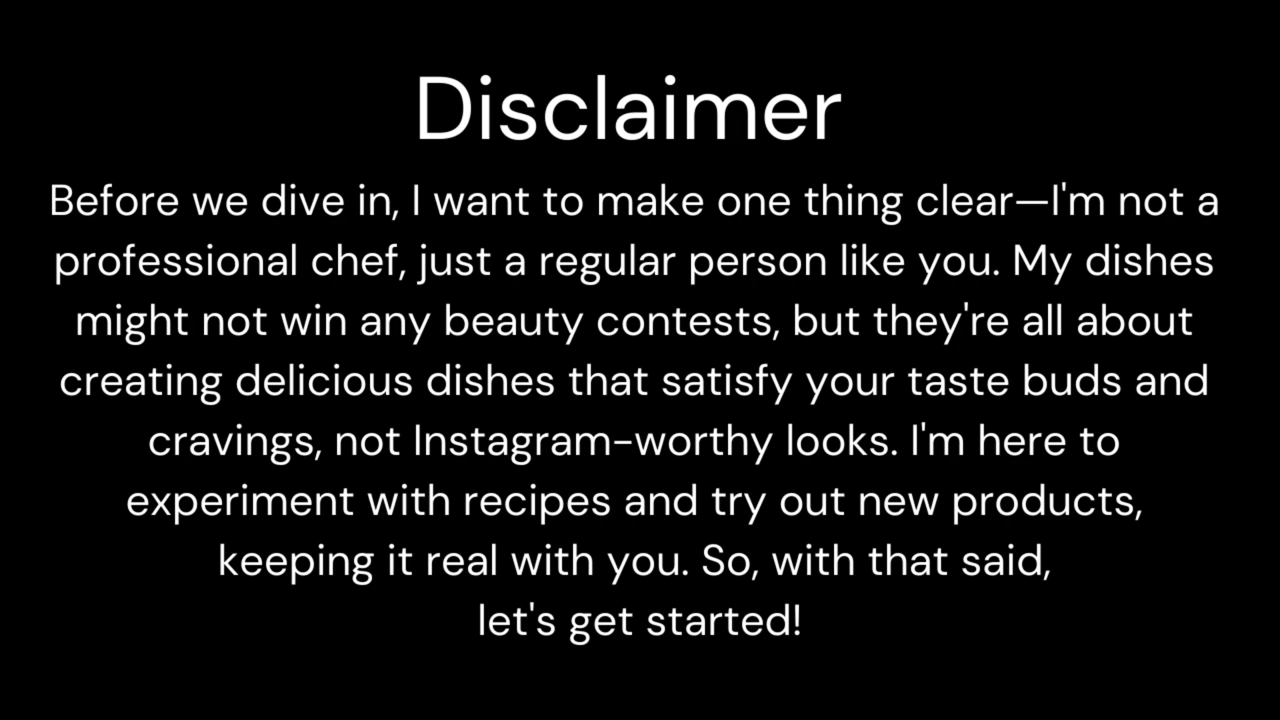 Disclaimer
Before we dive in, I want to make one thing clear—I'm not a
professional chef, just a regular person like you. My dishes
might not win any beauty contests, but they're all about
creating delicious dishes that satisfy your taste buds and
cravings, not Instagram-worthy looks. I'm here to
experiment with recipes and try out new products,
keeping it real with you. So, with that said,
let's get started!